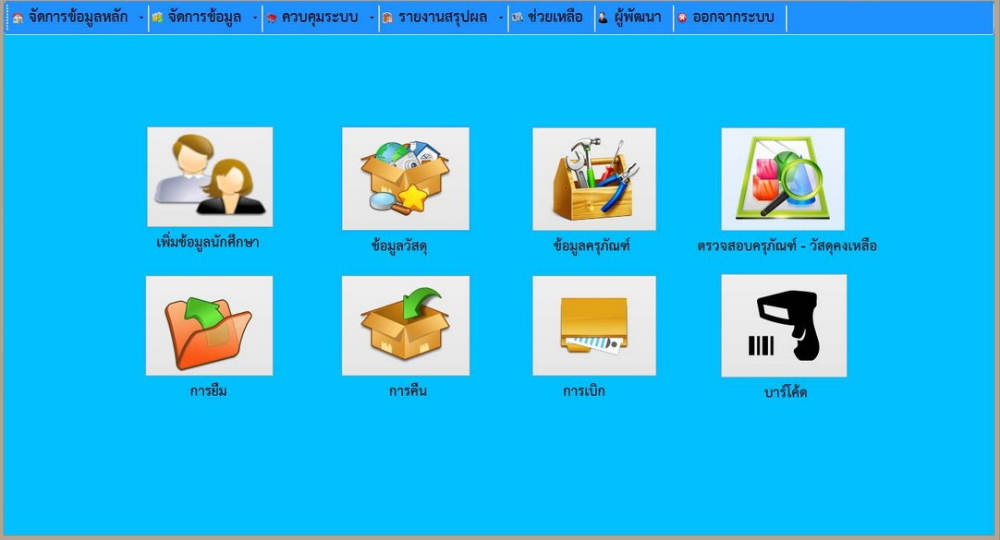 จัดการข้อมูลหลัก จัดการข้อมูล ควบคุมระบบ รายงานสรุปผล ช่วยเหลือ ผู้พัฒนา ออกจากระบบ
เพิ่มข้อมูลนักศึกษา ข้อมูลวัสดุ ข้อมูลครุภัณฑ์ ตรวจสอบครุภัณฑ์ - วัสดุคงเหลือ
การยืม การคืน การเบิก บาร์โค้ด